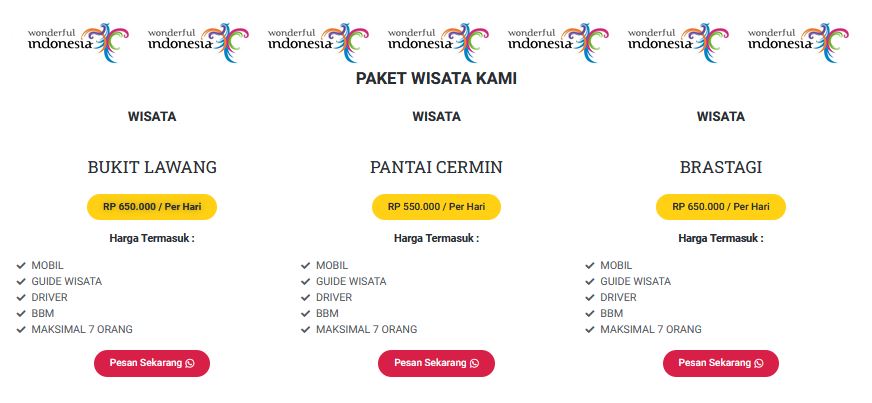 wonderful indonesia wonderful indonesia wonderful indonesia wonderful indonesia wonderful indonesia wonderful indonesia wonderful indonesia
PAKET WISATA KAMI
WISATA
BUKIT LAWANG
RP 650.000 / Per Hari
Harga Termasuk :
MOBIL
GUIDE WISATA
DRIVER
BBM
MAKSIMAL 7 ORANG
Pesan Sekarang
WISATA
PANTAI CERMIN
RP 550.000 / Per Hari
Harga Termasuk :
MOBIL
GUIDE WISATA
DRIVER
BBM
MAKSIMAL 7 ORANG
Pesan Sekarang
WISATA
BRASTAGI
RP 650.000 / Per Hari
Harga Termasuk :
MOBIL
GUIDE WISATA
DRIVER
BBM
MAKSIMAL 7 ORANG
Pesan Sekarang